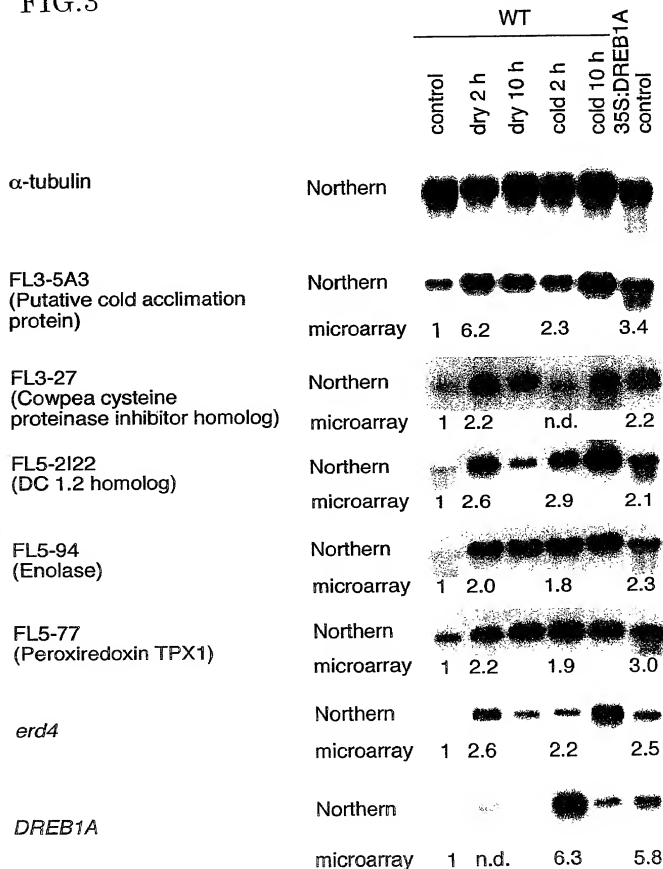 FIG.3
WT
control
dry 2 h
dry 10 h
cold 2 h
cold 10 h
35S:DREB1A
control
α-tubulin Northern
FL3-5A3 Northern
(Putative cold acclimation
protein) microarray 1 6.2 2.3 3.4
FL3-27 Northern
(Cowpea cysteine
proteinase inhibitor homolog) microarray 1 2.2 n.d. 2.2
FL5-2I22 Northern
(DC 1.2 homolog)
microarray 1 2.6 2.9 2.1
FL5-94 Northern
(Enolase)
microarray 1 2.0 1.8 2.3
FL5-77 Northern
(Peroxiredoxin TPX1)
microarray 1 2.2 1.9 3.0
erd4 Northern
microarray 1 2.6 2.2 2.5
DREB1A Northern
microarray 1 n.d. 6.3 5.8